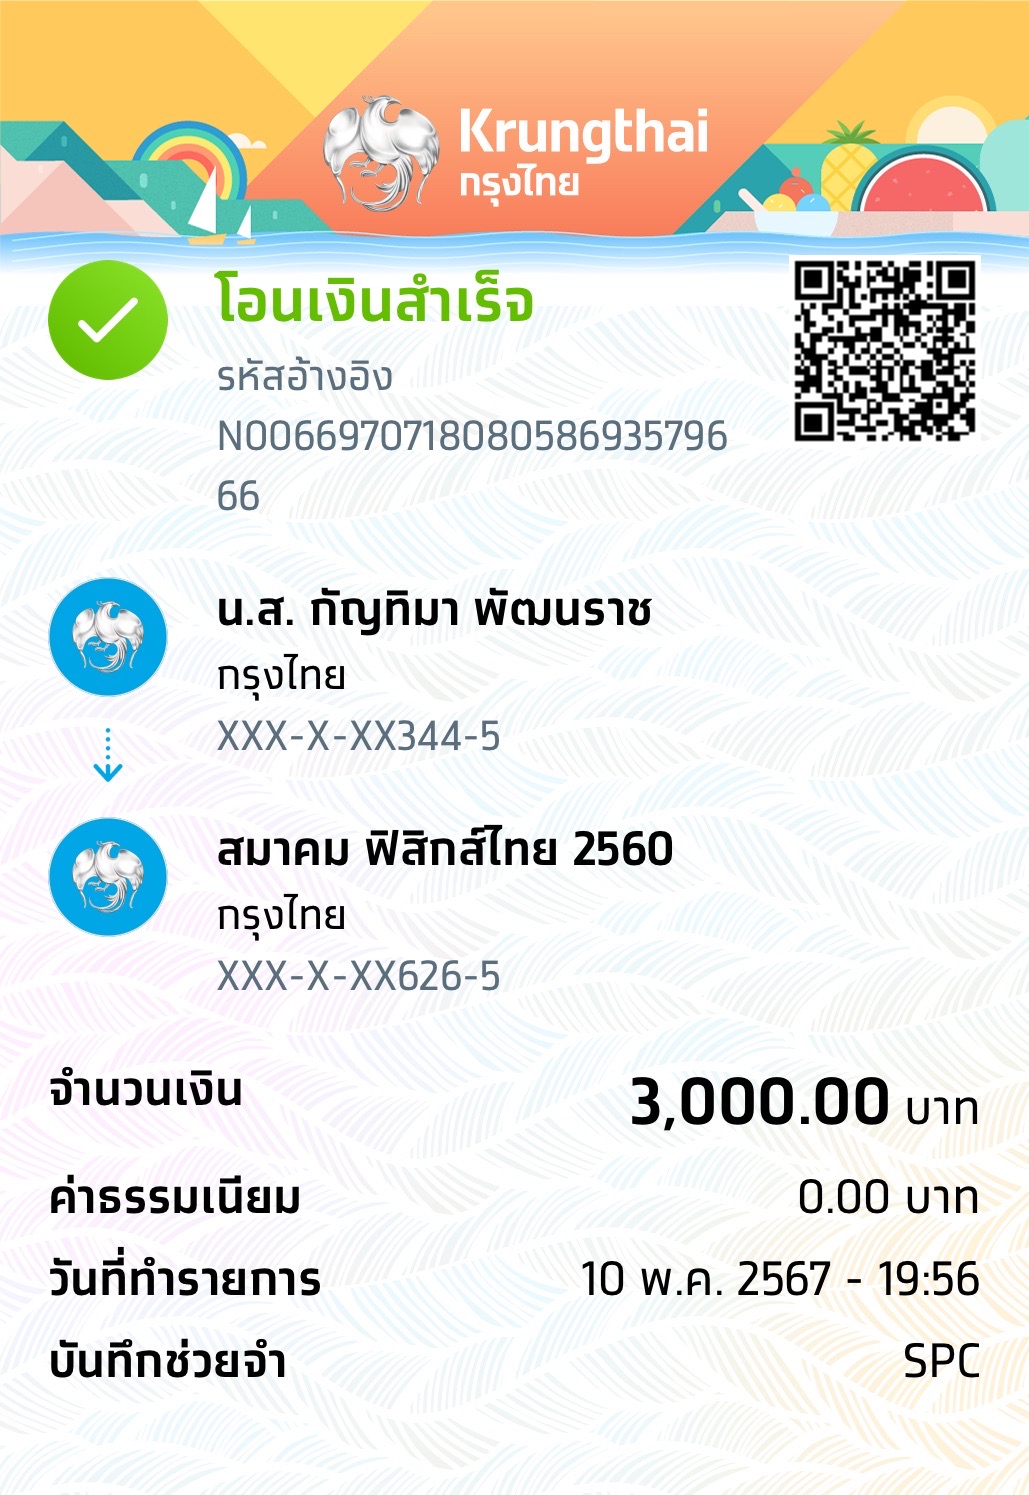 Krungthai
กรุงไทย
โอนเงินสำเร็จ
รหัสอ้างอิง
N0066970718080586935796
66
น.ส. กัญทิมา พัฒนราช
กรุงไทย
XXX-X-XX344-5
สมาคม ฟิสิกส์ไทย 2560
กรุงไทย
XXX-X-XX626-5
จำนวนเงิน 3,000.00 บาท
ค่าธรรมเนียม 0.00 บาท
วันที่ทำรายการ 10 พ.ค. 2567 - 19:56
บันทึกช่วยจำ SPC